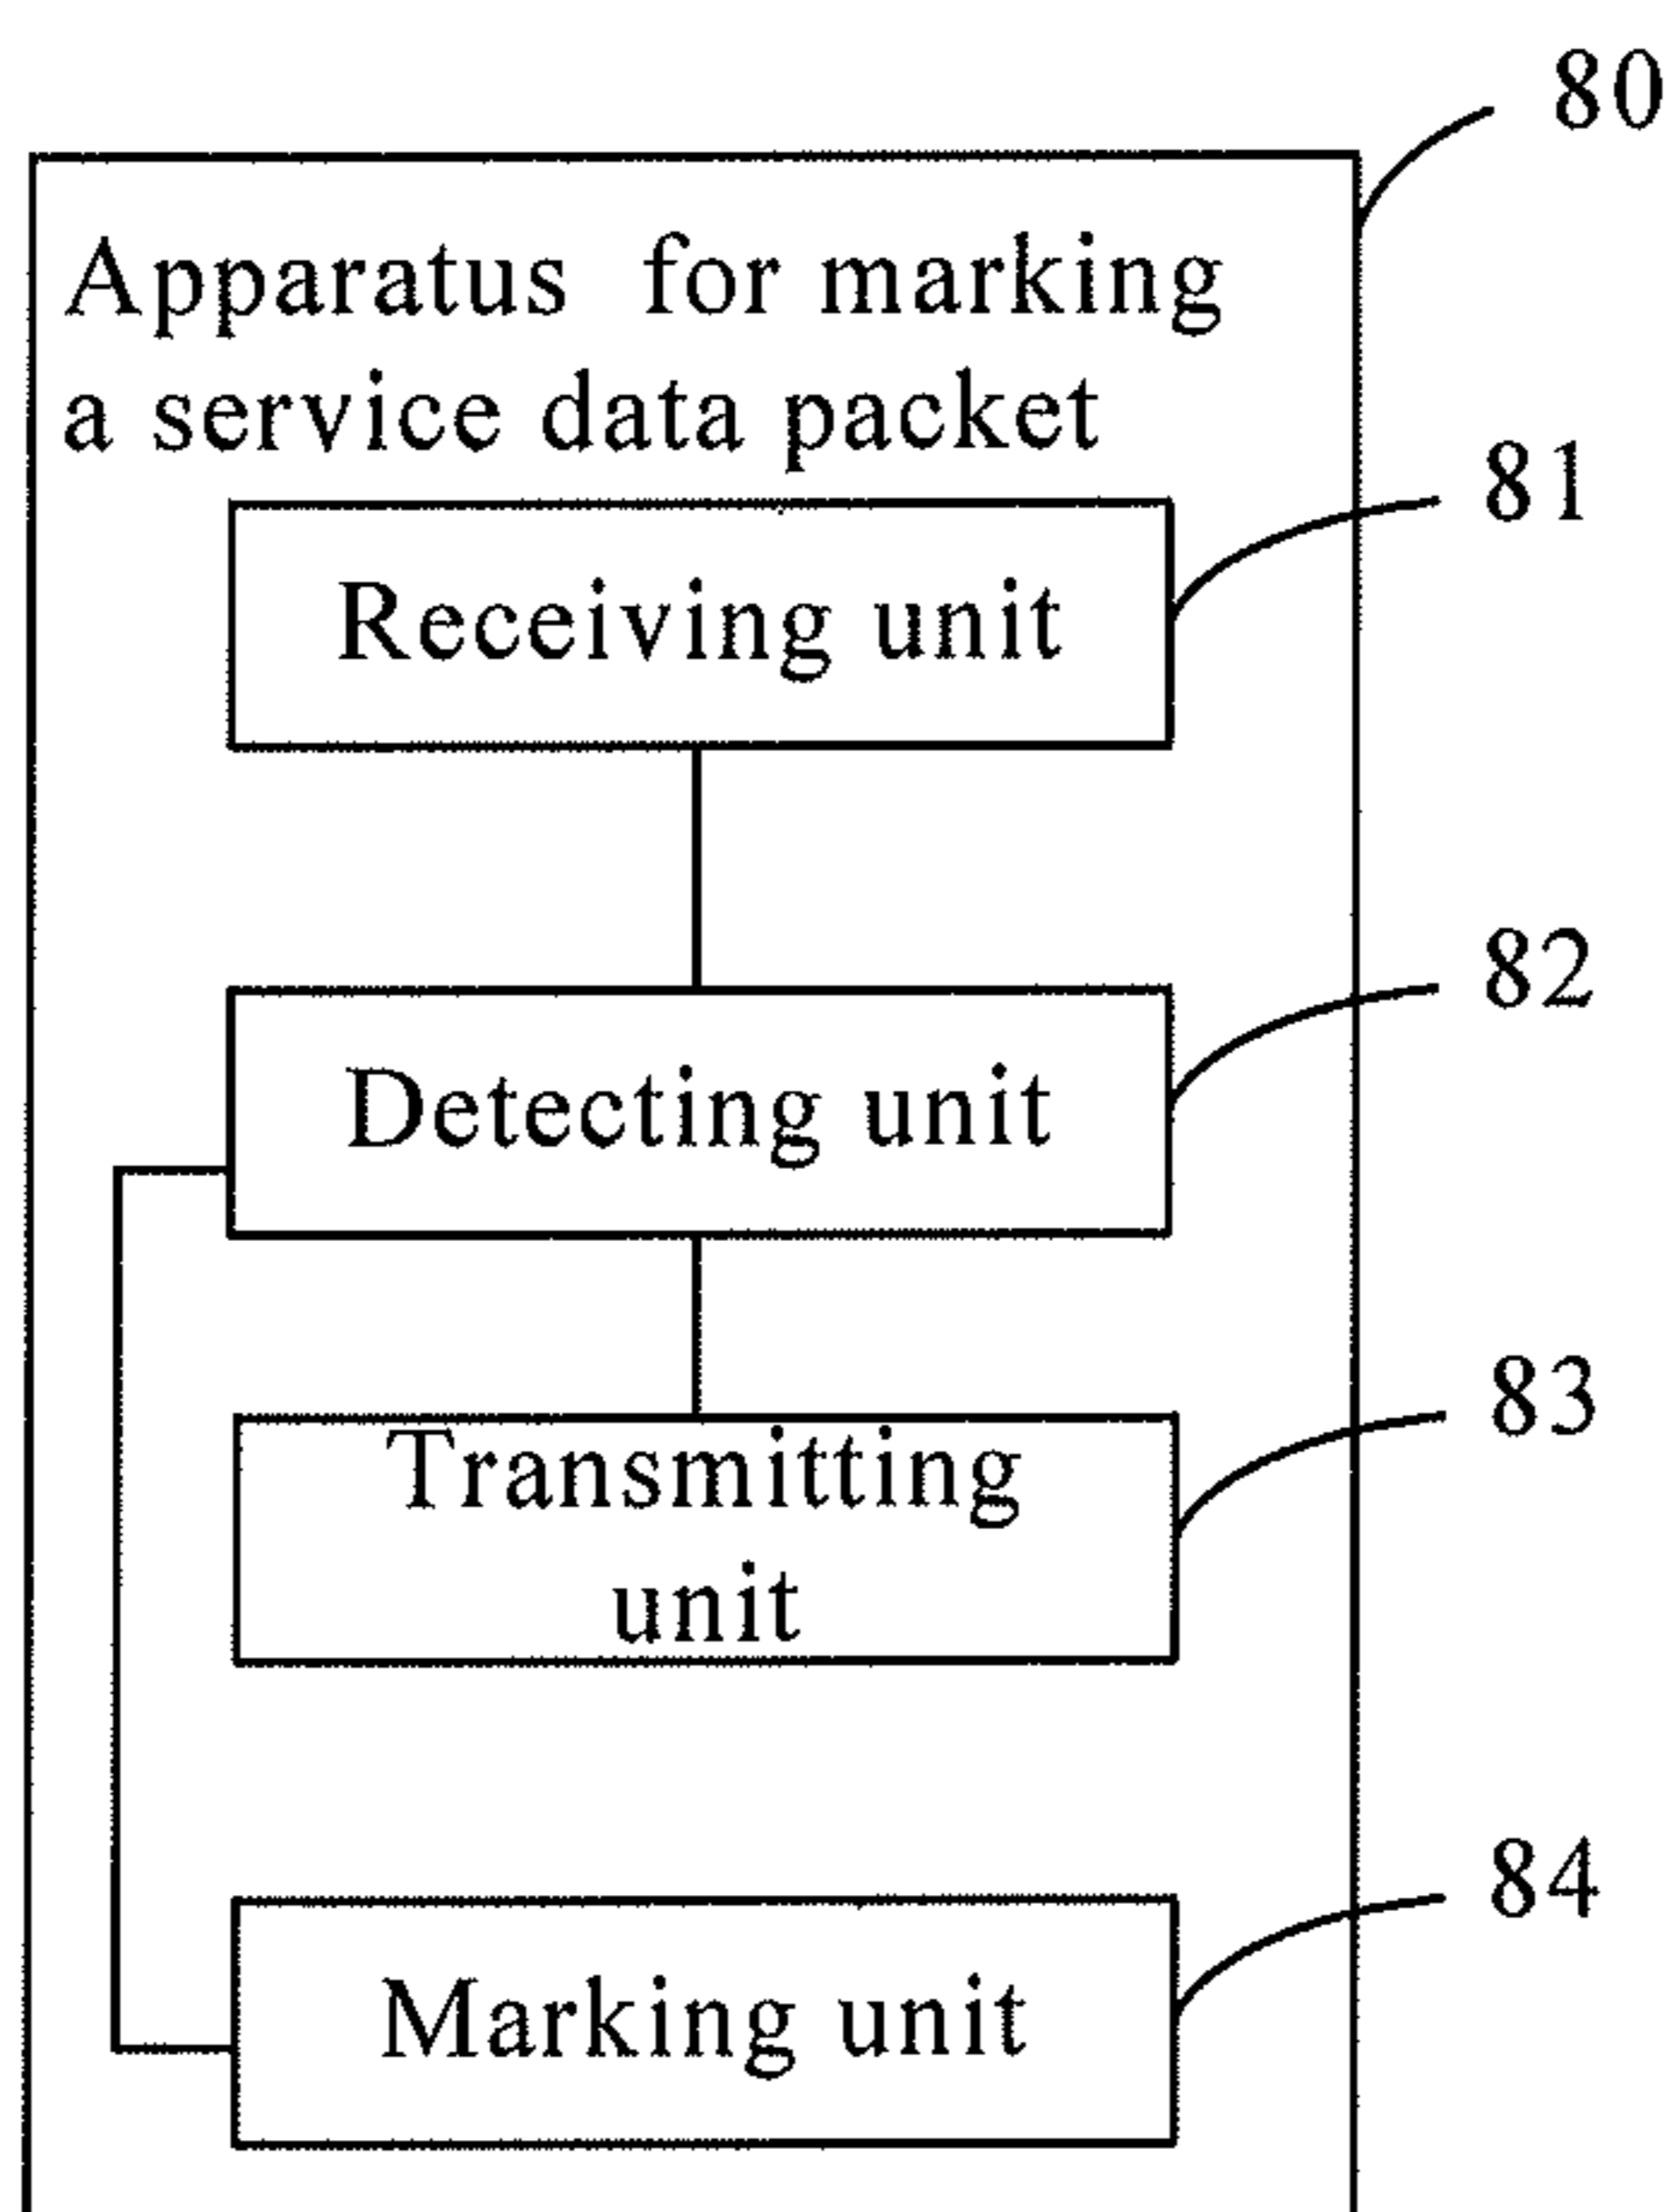 80
Apparatus for marking
a service data packet
81
Receiving unit
82
Detecting unit
83
Transmitting
unit
84
Marking unit